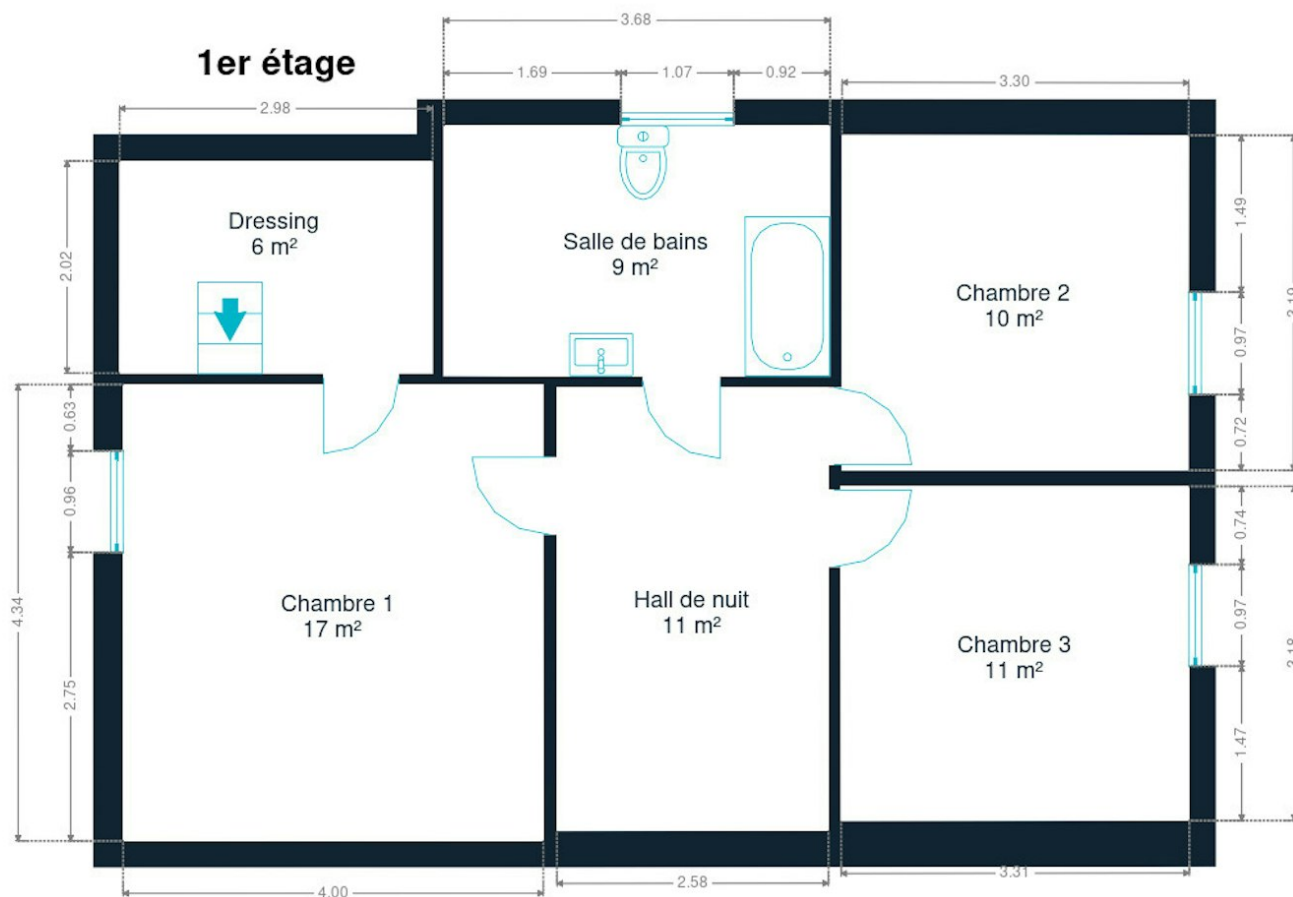 3.68
1er étage
1.69
1.07
0.92
3.30
2.98
Dressing
6 m²
2.02
Salle de bains
9 m²
Chambre 2
10 m²
1.49
0.97
0.72
0.63
0.96
4.34
2.75
Chambre 1
17 m²
Hall de nuit
11 m²
Chambre 3
11 m²
0.74
0.97
1.47
4.00
2.58
3.31